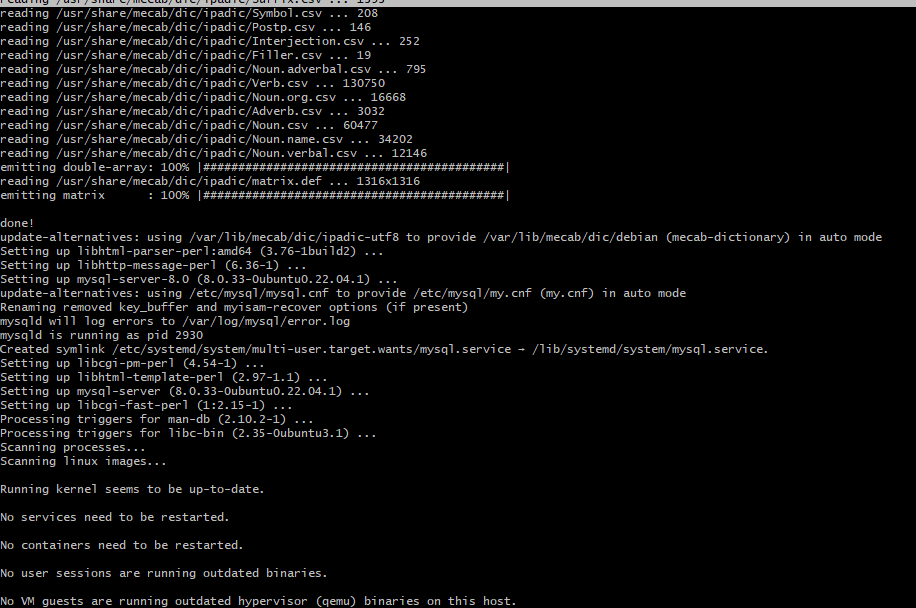 reading /usr/share/mecab/dic/ipadic/Suffix.csv ... 1393
reading /usr/share/mecab/dic/ipadic/Symbol.csv ... 208
reading /usr/share/mecab/dic/ipadic/Postp.csv ... 146
reading /usr/share/mecab/dic/ipadic/Interjection.csv ... 252
reading /usr/share/mecab/dic/ipadic/Filler.csv ... 19
reading /usr/share/mecab/dic/ipadic/Noun.adverbal.csv ... 795
reading /usr/share/mecab/dic/ipadic/Verb.csv ... 130750
reading /usr/share/mecab/dic/ipadic/Noun.org.csv ... 16668
reading /usr/share/mecab/dic/ipadic/Adverb.csv ... 3032
reading /usr/share/mecab/dic/ipadic/Noun.csv ... 60477
reading /usr/share/mecab/dic/ipadic/Noun.name.csv ... 34202
reading /usr/share/mecab/dic/ipadic/Noun.verbal.csv ... 12146
emitting double-array: 100% |###########################################|
reading /usr/share/mecab/dic/ipadic/matrix.def ... 1316x1316
emitting matrix      : 100% |###########################################|
done!
update-alternatives: using /var/lib/mecab/dic/ipadic-utf8 to provide /var/lib/mecab/dic/debian (mecab-dictionary) in auto mode
Setting up libhtml-parser-perl:amd64 (3.76-1build2) ...
Setting up libhttp-message-perl (6.36-1) ...
Setting up mysql-server-8.0 (8.0.33-0ubuntu0.22.04.1) ...
update-alternatives: using /etc/mysql/mysql.cnf to provide /etc/mysql/my.cnf (my.cnf) in auto mode
Renaming removed key_buffer and myisam-recover options (if present)
mysqld will log errors to /var/log/mysql/error.log
mysqld is running as pid 2930
Created symlink /etc/systemd/system/multi-user.target.wants/mysql.service → /lib/systemd/system/mysql.service.
Setting up libcgi-pm-perl (4.54-1) ...
Setting up libhtml-template-perl (2.97-1.1) ...
Setting up mysql-server (8.0.33-0ubuntu0.22.04.1) ...
Setting up libcgi-fast-perl (1:2.15-1) ...
Processing triggers for man-db (2.10.2-1) ...
Processing triggers for libc-bin (2.35-0ubuntu3.1) ...
Scanning processes...
Scanning linux images...
Running kernel seems to be up-to-date.
No services need to be restarted.
No containers need to be restarted.
No user sessions are running outdated binaries.
No VM guests are running outdated hypervisor (qemu) binaries on this host.